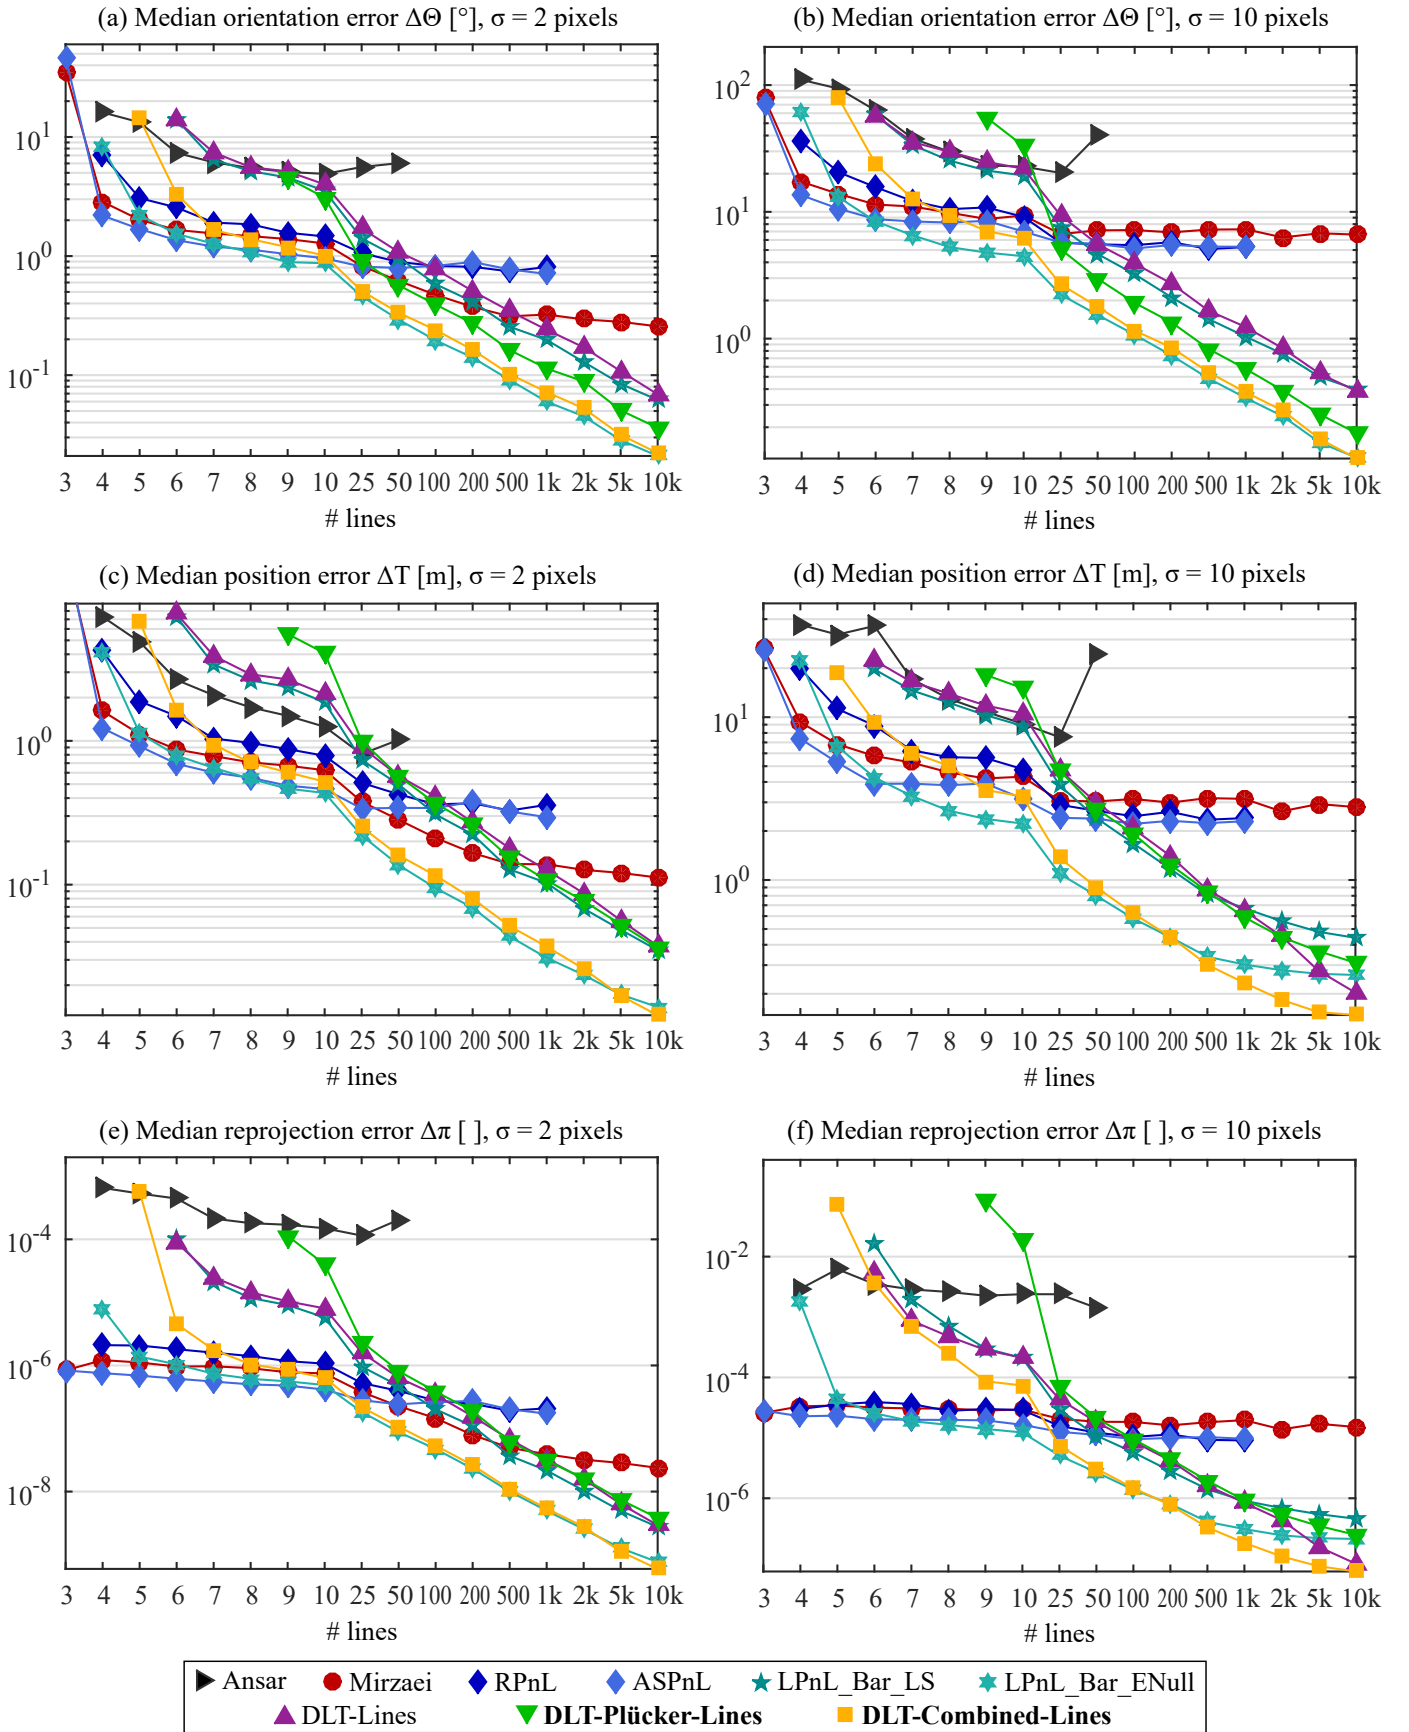 (a) Median orientation error ΔΘ [°], σ = 2 pixels
10^1
10^0
10^-1
3 4 5 6 7 8 9 10 25 50 100 200 500 1k 2k 5k 10k
# lines
(b) Median orientation error ΔΘ [°], σ = 10 pixels
10^2
10^1
10^0
3 4 5 6 7 8 9 10 25 50 100 200 500 1k 2k 5k 10k
# lines
(c) Median position error ΔT [m], σ = 2 pixels
10^0
10^-1
3 4 5 6 7 8 9 10 25 50 100 200 500 1k 2k 5k 10k
# lines
(d) Median position error ΔT [m], σ = 10 pixels
10^1
10^0
3 4 5 6 7 8 9 10 25 50 100 200 500 1k 2k 5k 10k
# lines
(e) Median reprojection error Δπ [ ], σ = 2 pixels
10^-4
10^-6
10^-8
3 4 5 6 7 8 9 10 25 50 100 200 500 1k 2k 5k 10k
# lines
(f) Median reprojection error Δπ [ ], σ = 10 pixels
10^-2
10^-4
10^-6
3 4 5 6 7 8 9 10 25 50 100 200 500 1k 2k 5k 10k
# lines
Ansar Mirzaei RPnL ASPnL LPnL_Bar_LS LPnL_Bar_ENull
DLT-Lines DLT-Plücker-Lines DLT-Combined-Lines